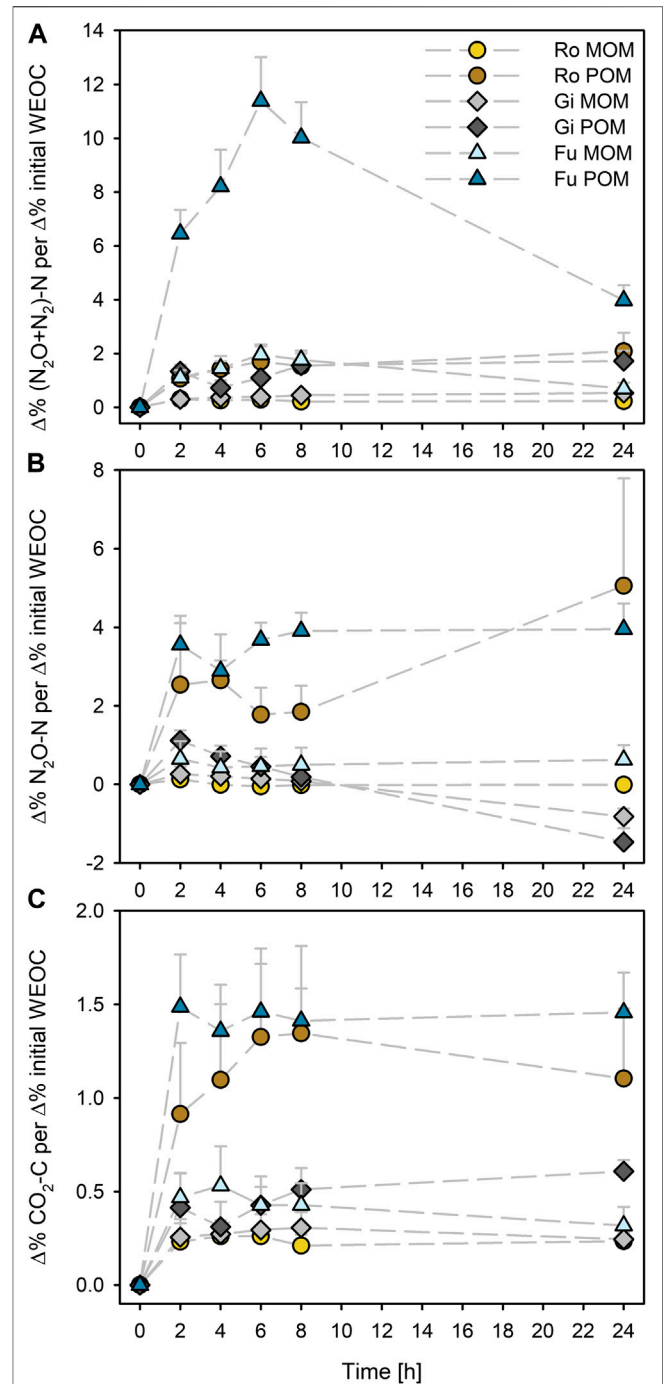 A
14
12
10
8
6
4
2
0
Δ% (N₂O+N₂)-N per Δ% initial WEOC
Ro MOM
Ro POM
Gi MOM
Gi POM
Fu MOM
Fu POM
0 2 4 6 8 10 12 14 16 18 20 22 24
B
8
6
4
2
0
-2
Δ% N₂O-N per Δ% initial WEOC
0 2 4 6 8 10 12 14 16 18 20 22 24
C
2.0
1.5
1.0
0.5
0.0
Δ% CO₂-C per Δ% initial WEOC
0 2 4 6 8 10 12 14 16 18 20 22 24
Time [h]